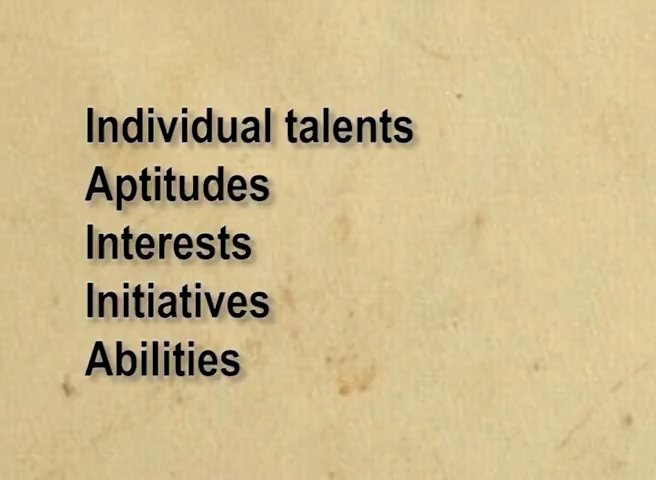 Individual talents
Aptitudes
Interests
Initiatives
Abilities